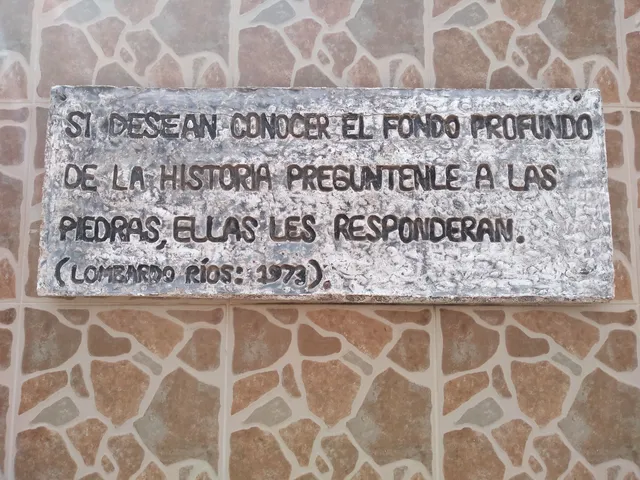 SI DESEAN CONOCER EL FONDO PROFUNDO
DE LA HISTORIA PREGUNTENLE A LAS
PIEDRAS, ELLAS LES RESPONDERAN.
(LOMBARDO RÍOS: 1973).